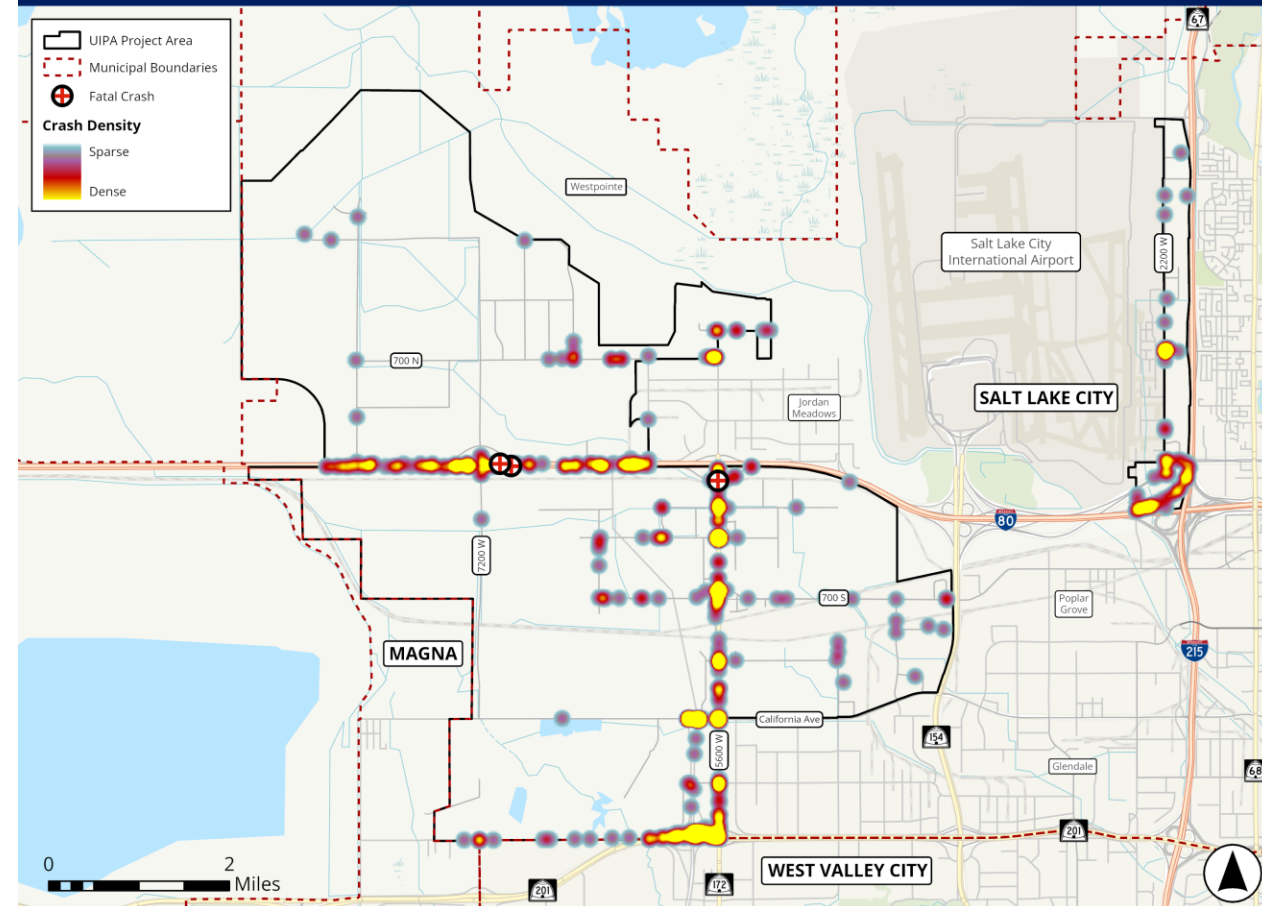 UIPA Project Area
Municipal Boundaries
Fatal Crash
Crash Density
Sparse
Dense
67
Westpointe
Salt Lake City
International Airport
2200 W
700 N
SALT LAKE CITY
Jordan
Meadows
80
7200 W
700 S
Poplar
Grove
MAGNA
215
California Ave
5600 W
154
Glendale
68
201
0
2
Miles
WEST VALLEY CITY
172
201